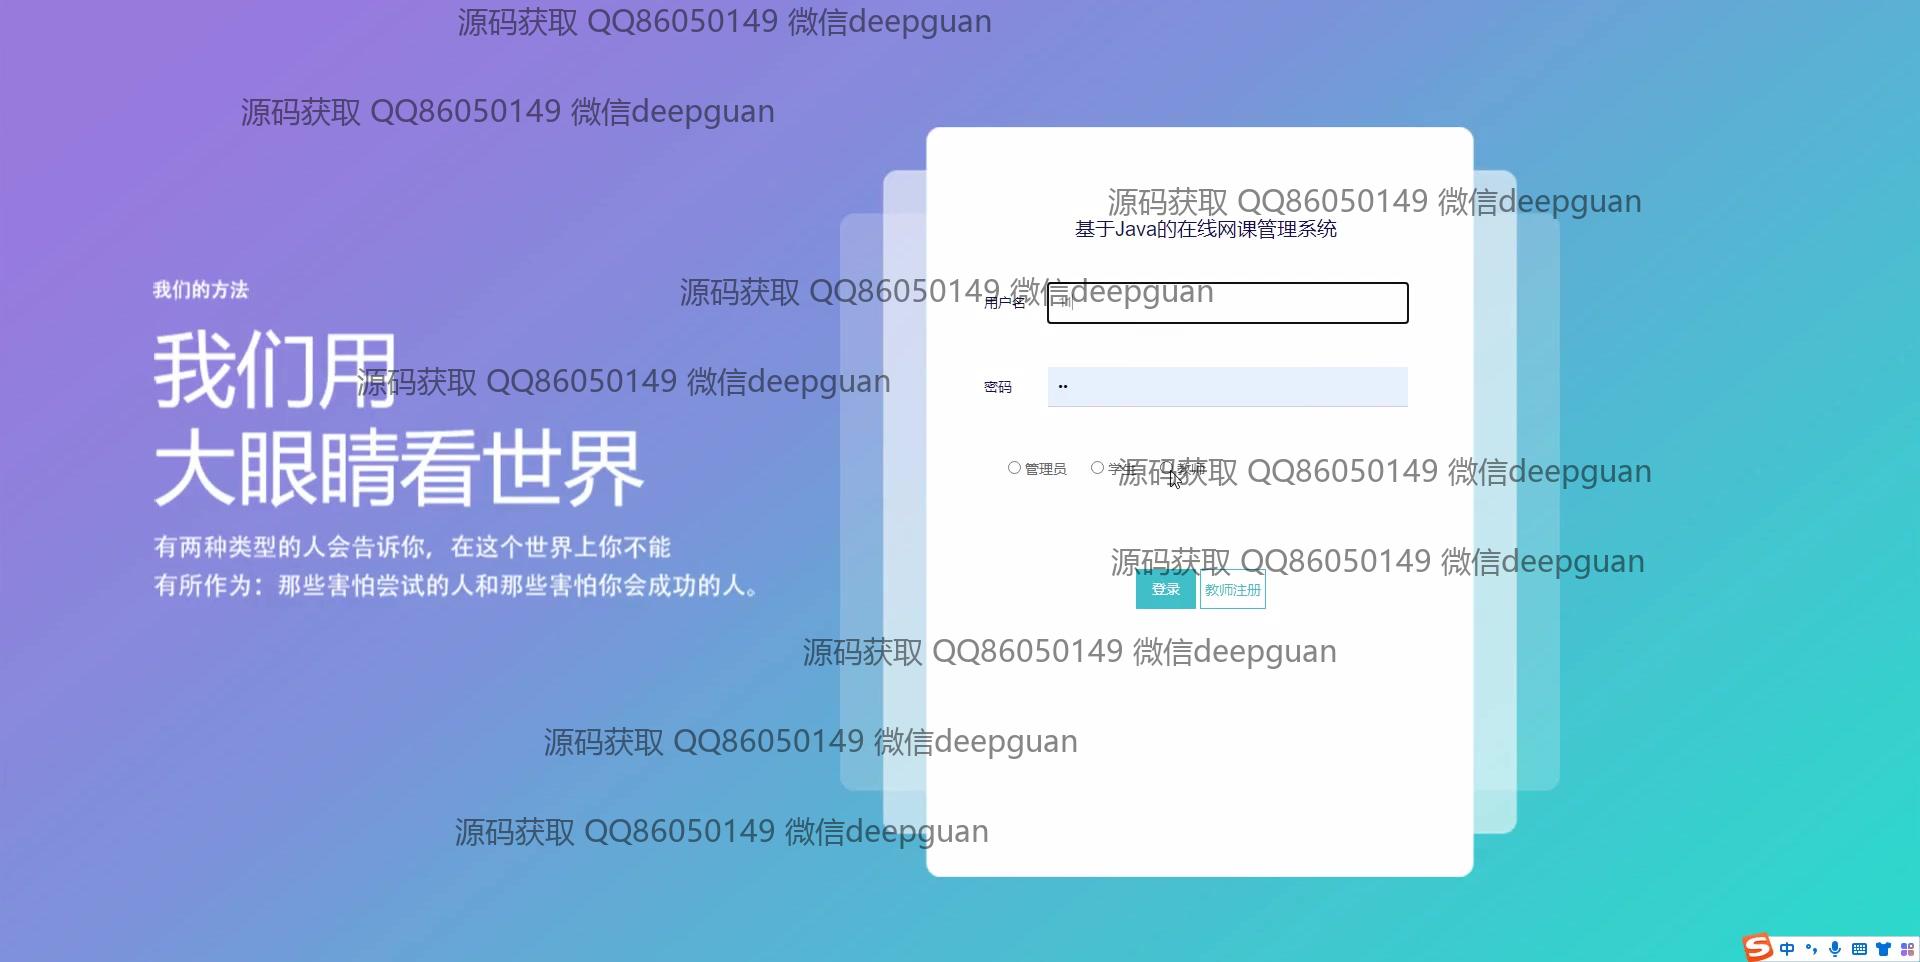 源码获取 QQ86050149 微信deepguan
源码获取 QQ86050149 微信deepguan
源码获取 QQ86050149 微信deepguan
基于Java的在线网课管理系统
我们的方法
源码获取 QQ86050149 微信deepguan
用户名
我们用
源码获取 QQ86050149 微信deepguan
密码
••
大眼睛看世界
管理员
学生
教师
源码获取 QQ86050149 微信deepguan
有两种类型的人会告诉你，在这个世界上你不能
有所作为：那些害怕尝试的人和那些害怕你会成功的人。
源码获取 QQ86050149 微信deepguan
登录
教师注册
源码获取 QQ86050149 微信deepguan
源码获取 QQ86050149 微信deepguan
源码获取 QQ86050149 微信deepguan
S 中